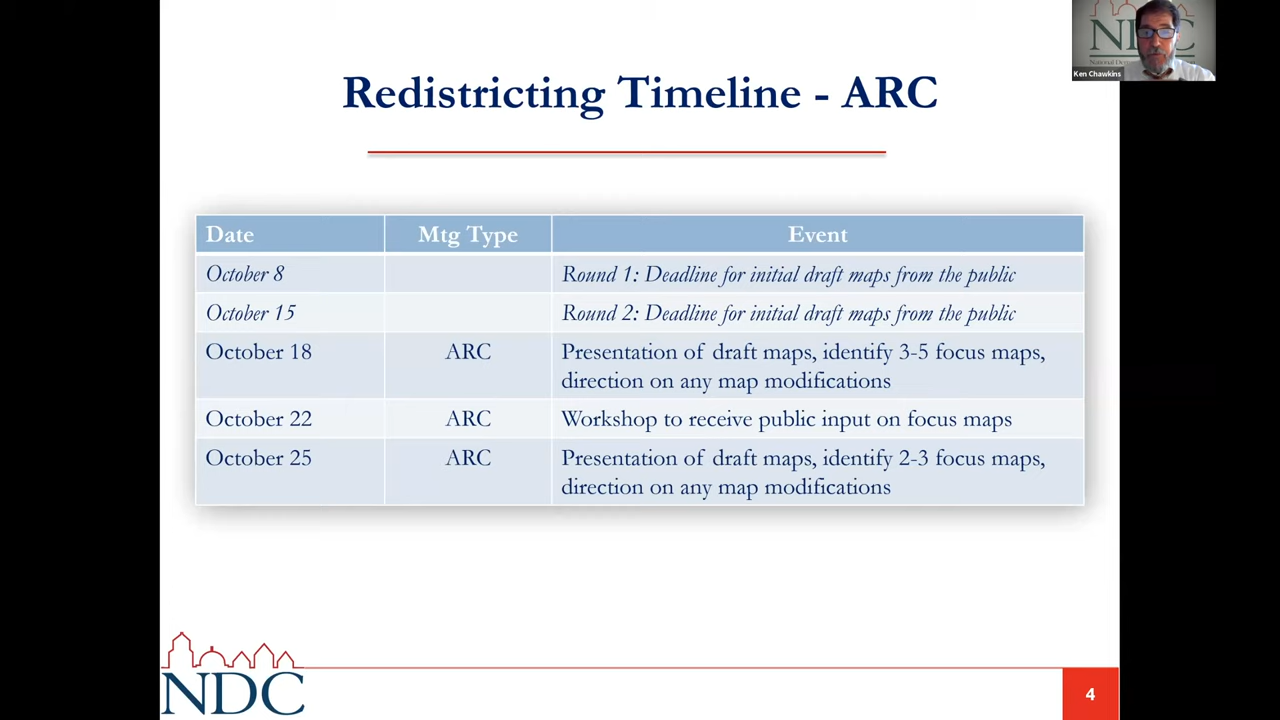 NDC
Ken Chawkins
Redistricting Timeline - ARC
Date Mtg Type Event
October 8 Round 1: Deadline for initial draft maps from the public
October 15 Round 2: Deadline for initial draft maps from the public
October 18 ARC Presentation of draft maps, identify 3-5 focus maps,
direction on any map modifications
October 22 ARC Workshop to receive public input on focus maps
October 25 ARC Presentation of draft maps, identify 2-3 focus maps,
direction on any map modifications
NDC
4